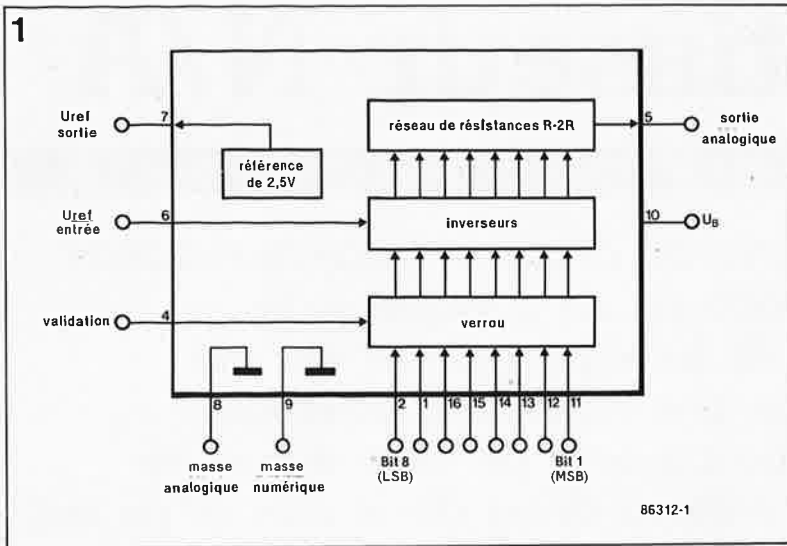 1
Uref
sortie
7
référence
de 2,5V
réseau de résistances R-2R
5
sortie
analogique
Uref
entrée
6
inverseurs
10
UB
validation
4
verrou
8
9
2
1
16
15
14
13
12
11
masse
analogique
masse
numérique
Bit 8
(LSB)
Bit 1
(MSB)
86312-1